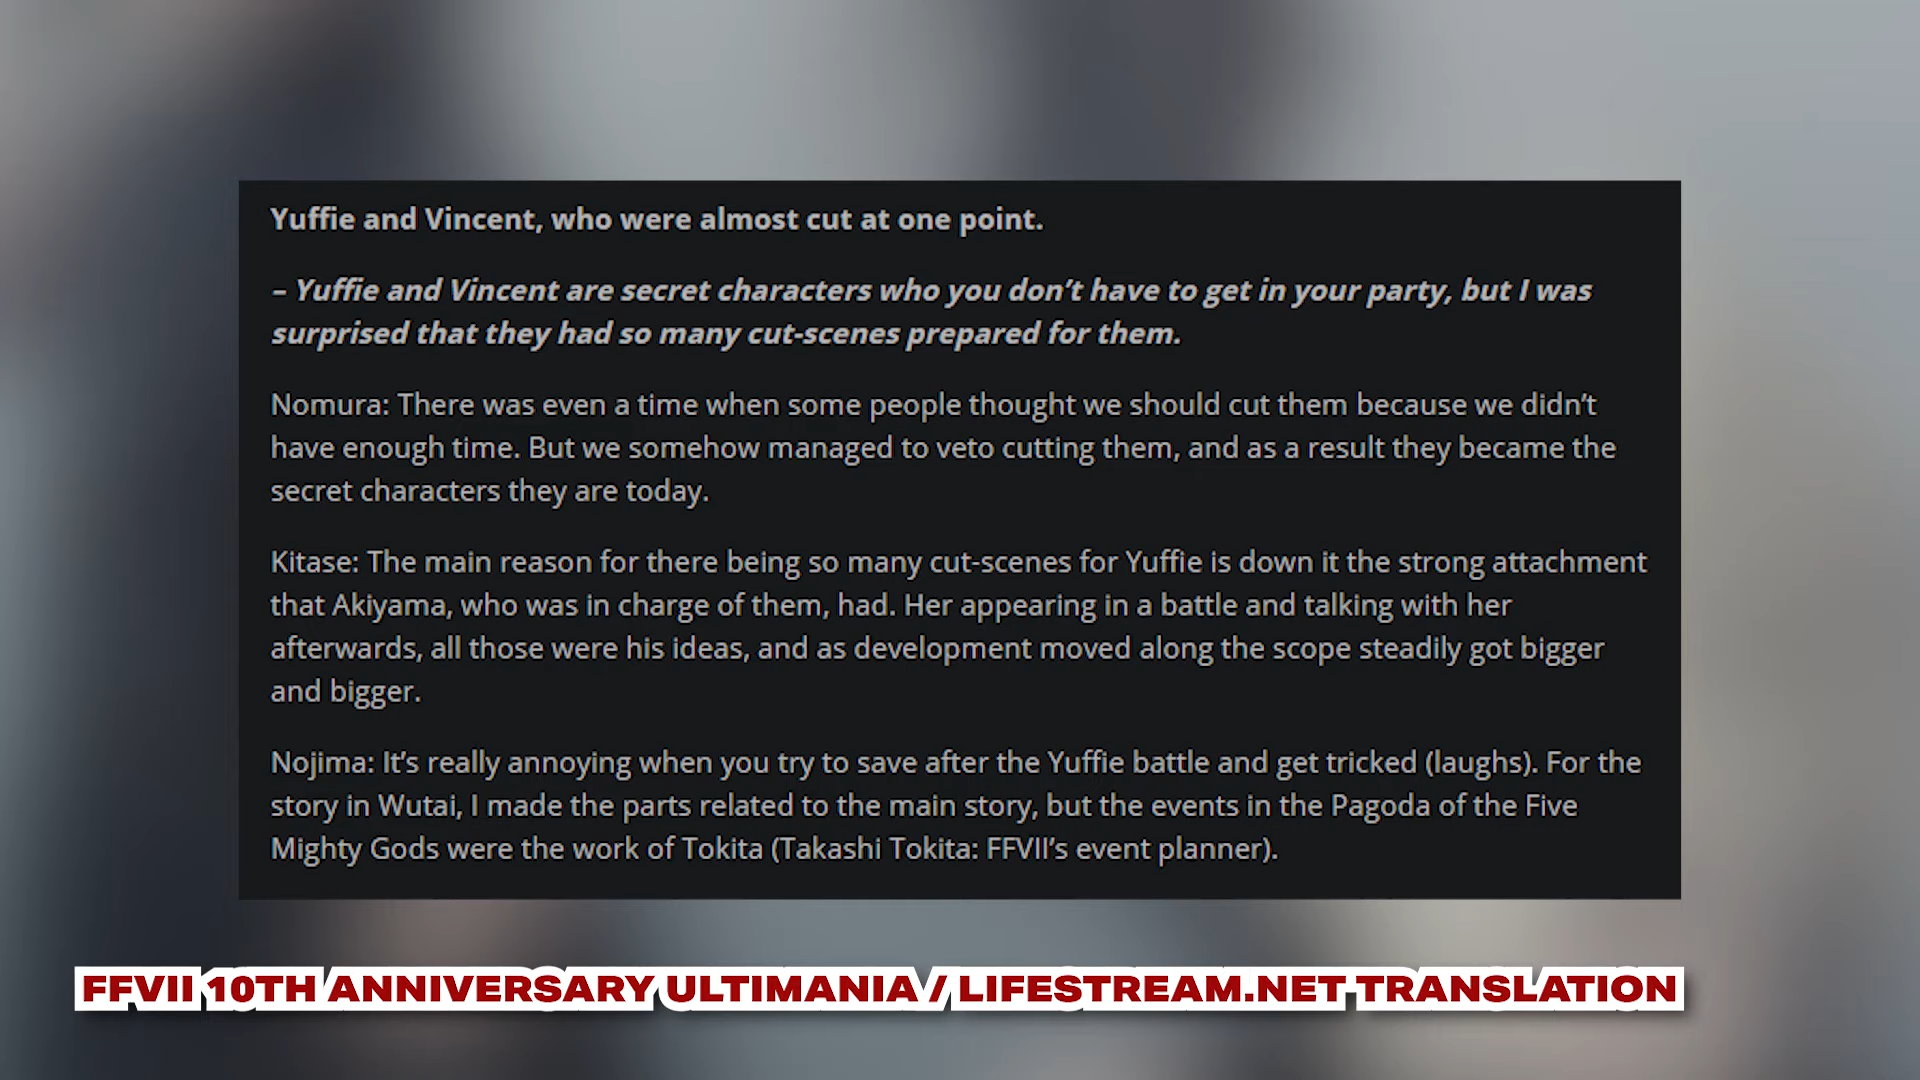 Yuffie and Vincent, who were almost cut at one point.
– Yuffie and Vincent are secret characters who you don’t have to get in your party, but I was
surprised that they had so many cut-scenes prepared for them.
Nomura: There was even a time when some people thought we should cut them because we didn’t
have enough time. But we somehow managed to veto cutting them, and as a result they became the
secret characters they are today.
Kitase: The main reason for there being so many cut-scenes for Yuffie is down it the strong attachment
that Akiyama, who was in charge of them, had. Her appearing in a battle and talking with her
afterwards, all those were his ideas, and as development moved along the scope steadily got bigger
and bigger.
Nojima: It’s really annoying when you try to save after the Yuffie battle and get tricked (laughs). For the
story in Wutai, I made the parts related to the main story, but the events in the Pagoda of the Five
Mighty Gods were the work of Tokita (Takashi Tokita: FFVII’s event planner).
FFVII 10TH ANNIVERSARY ULTIMANIA / LIFESTREAM.NET TRANSLATION